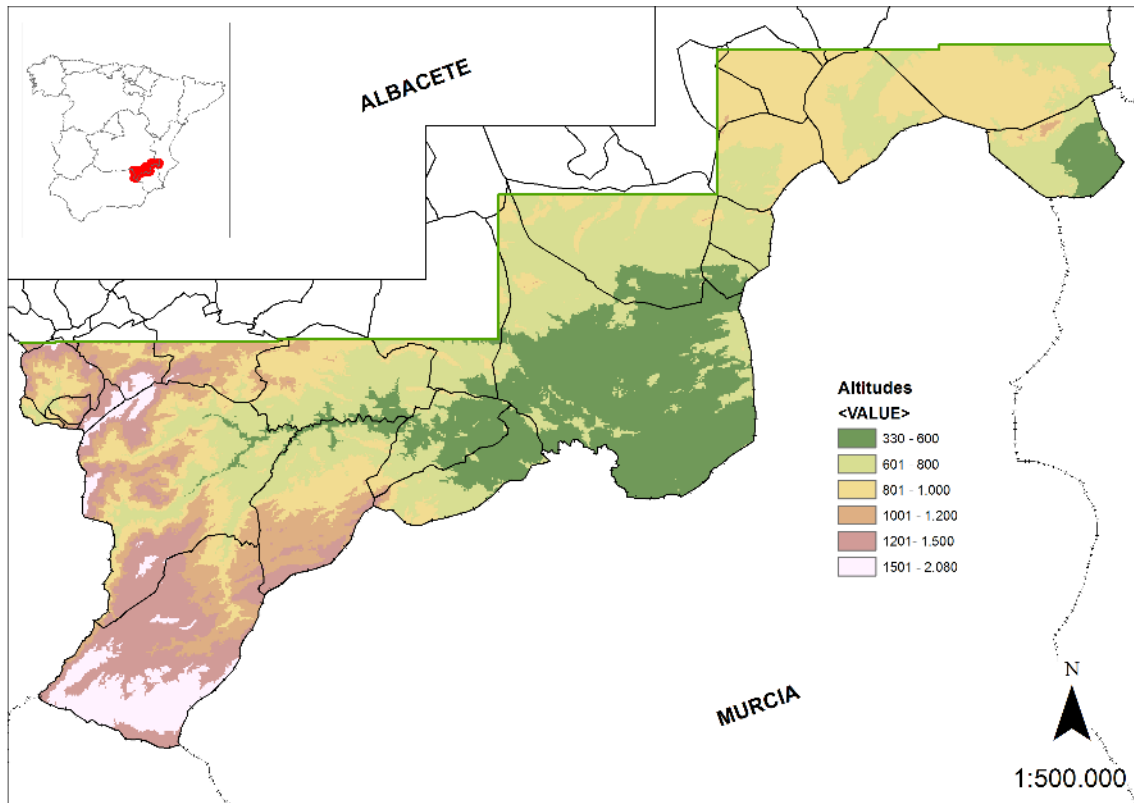 ALBACETE
Altitudes
<VALUE>
330 - 600
601 - 800
801 - 1.000
1001 - 1.200
1201 - 1.500
1501 - 2.080
MURCIA
N
1:500.000